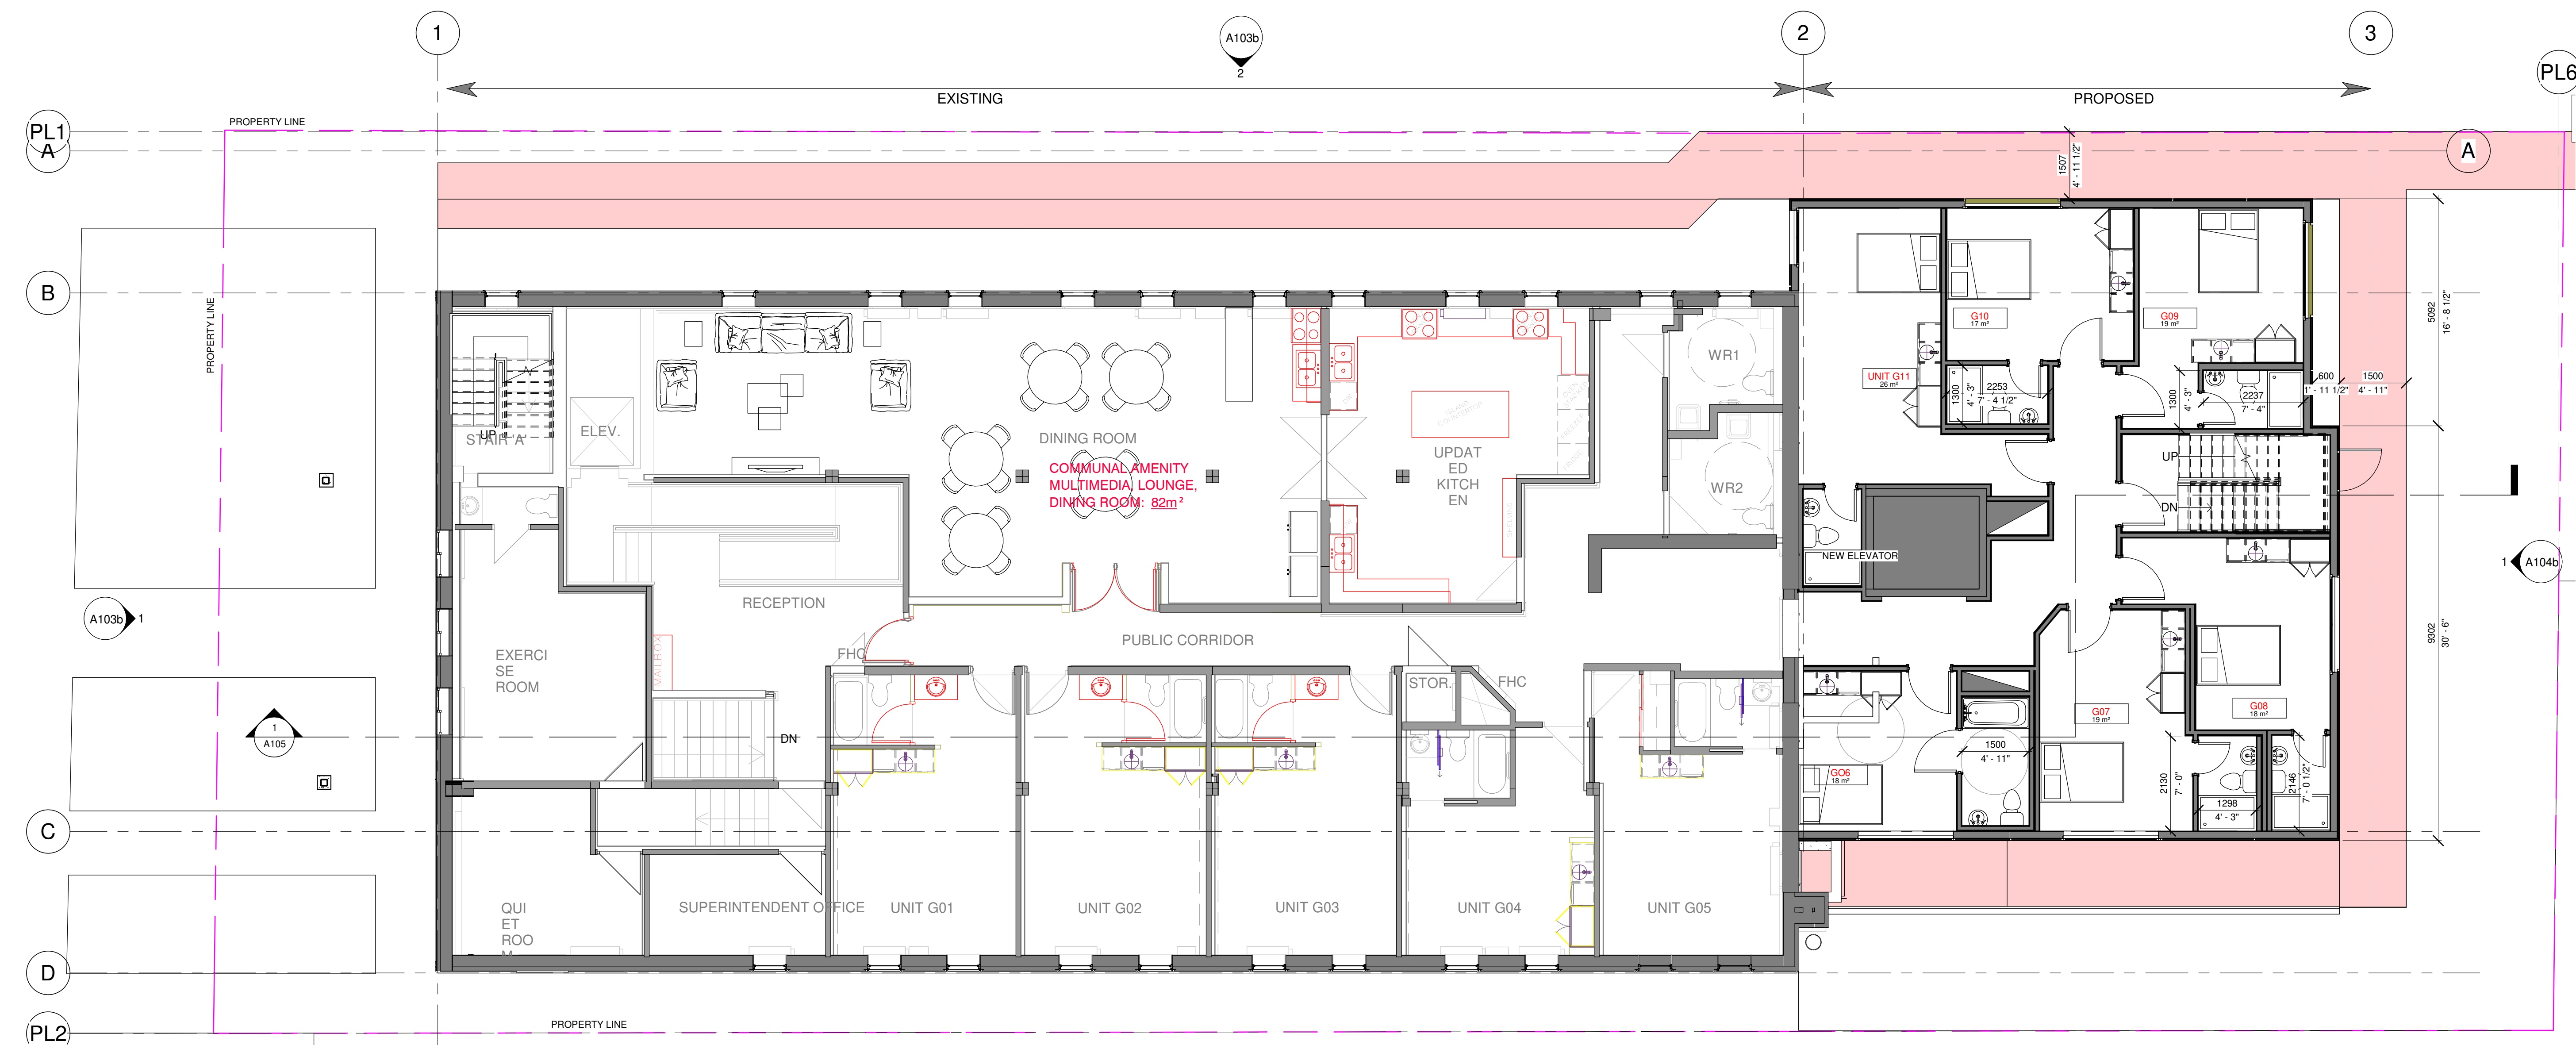 1
A103b
2
2
3
PL6
EXISTING
PROPOSED
PL1
A
PROPERTY LINE
A
1507
4' - 11 1/2"
B
PROPERTY LINE
5092
16' - 8 1/2"
G10
17 m²
G09
19 m²
UNIT G11
26 m²
1300
4' - 3"
2253
7' - 4 1/2"
1300
4' - 3"
2237
7' - 4"
600
1' - 11 1/2"
1500
4' - 11"
UP
STAIR A
ELEV.
DINING ROOM
COMMUNAL AMENITY
MULTIMEDIA, LOUNGE,
DINING ROOM: 82m²
UPDAT
ED
KITCH
EN
ISLAND
COUNTERTOP
WR1
WR2
UP
DN
NEW ELEVATOR
1
A104b
A103b
1
RECEPTION
PUBLIC CORRIDOR
MAILBOX
FHC
EXERCI
SE
ROOM
STOR.
FHC
9302
30' - 6"
1
A105
DN
G07
19 m²
G08
18 m²
GO6
18 m²
1500
4' - 11"
2130
7' - 0"
1298
4' - 3"
2146
7' - 0 1/2"
C
QUI
ET
ROO
SUPERINTENDENT OFFICE
UNIT G01
UNIT G02
UNIT G03
UNIT G04
UNIT G05
D
PROPERTY LINE
PL2